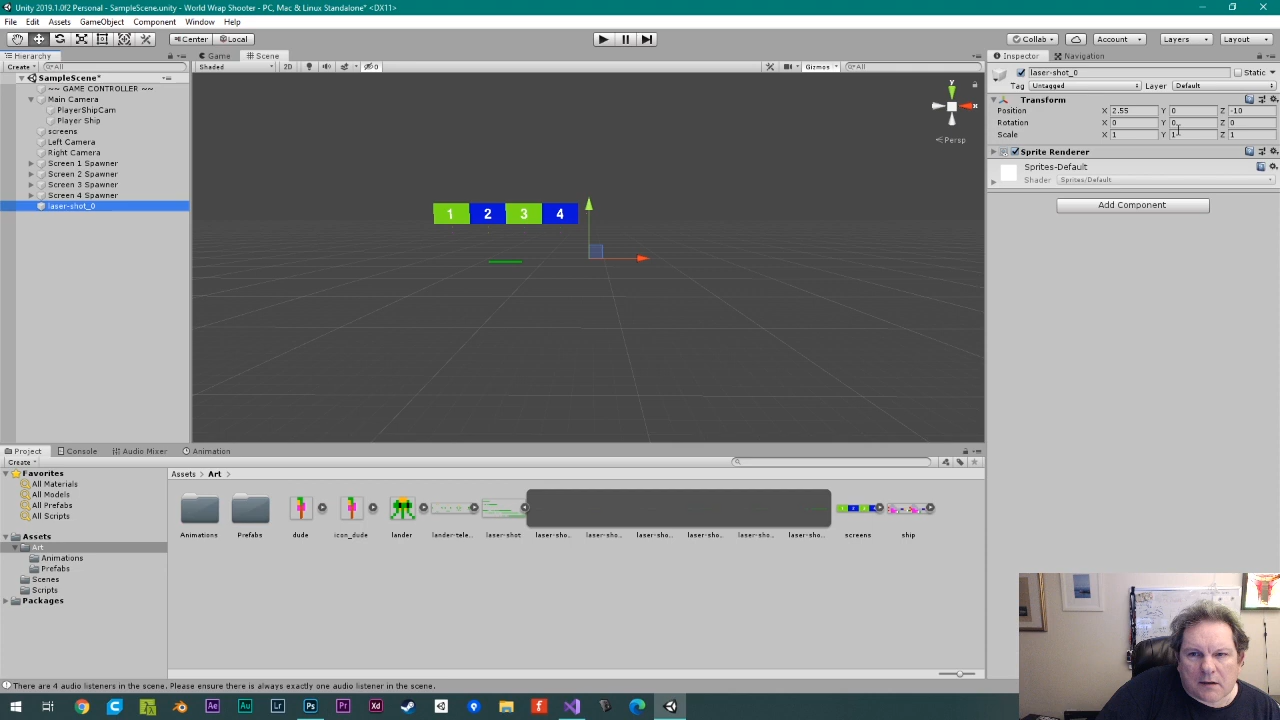 Unity 2019.1.0f2 Personal - SampleScene.unity - World Wrap Shooter - PC, Mac & Linux Standalone* <DX11>
File Edit Assets GameObject Component Window Help
Center Local Collab Account Layers Layout
Hierarchy Game Scene Inspector Navigation
Create All Shaded 2D 0 Gizmos All
SampleScene* laser-shot_0 Static
~~ GAME CONTROLLER ~~ Tag Untagged Layer Default
Main Camera Transform
PlayerShipCam Position X 2.55 Y 0 Z -10
Player Ship Rotation X 0 Y 0 Z 0
screens Scale X 1 Y 1 Z 1
Left Camera
Right Camera Sprite Renderer
Screen 1 Spawner Sprites-Default
Screen 2 Spawner Shader Sprites/Default
Screen 3 Spawner
Screen 4 Spawner
laser-shot_0 Add Component
y
x
Persp
1 2 3 4
Project Console Audio Mixer Animation
Create
Favorites Assets Art
All Materials
All Models
All Prefabs
All Scripts
Assets Animations Prefabs dude icon_dude lander lander-tele... laser-shot laser-sho... laser-sho... laser-sho... laser-sho... laser-sho... laser-sho... screens ship
Art
Animations
Prefabs
Scenes
Scripts
Packages
There are 4 audio listeners in the scene. Please ensure there is always exactly one audio listener in the scene.
Ae Au Lr Ps Pr Xd